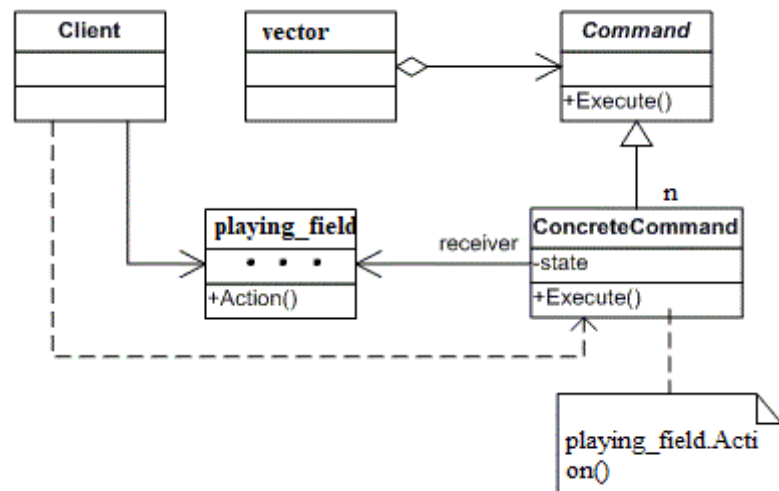 Client
vector
Command
+Execute()
n
playing_field
• • •
+Action()
receiver
ConcreteCommand
-state
+Execute()
playing_field.Acti
on()